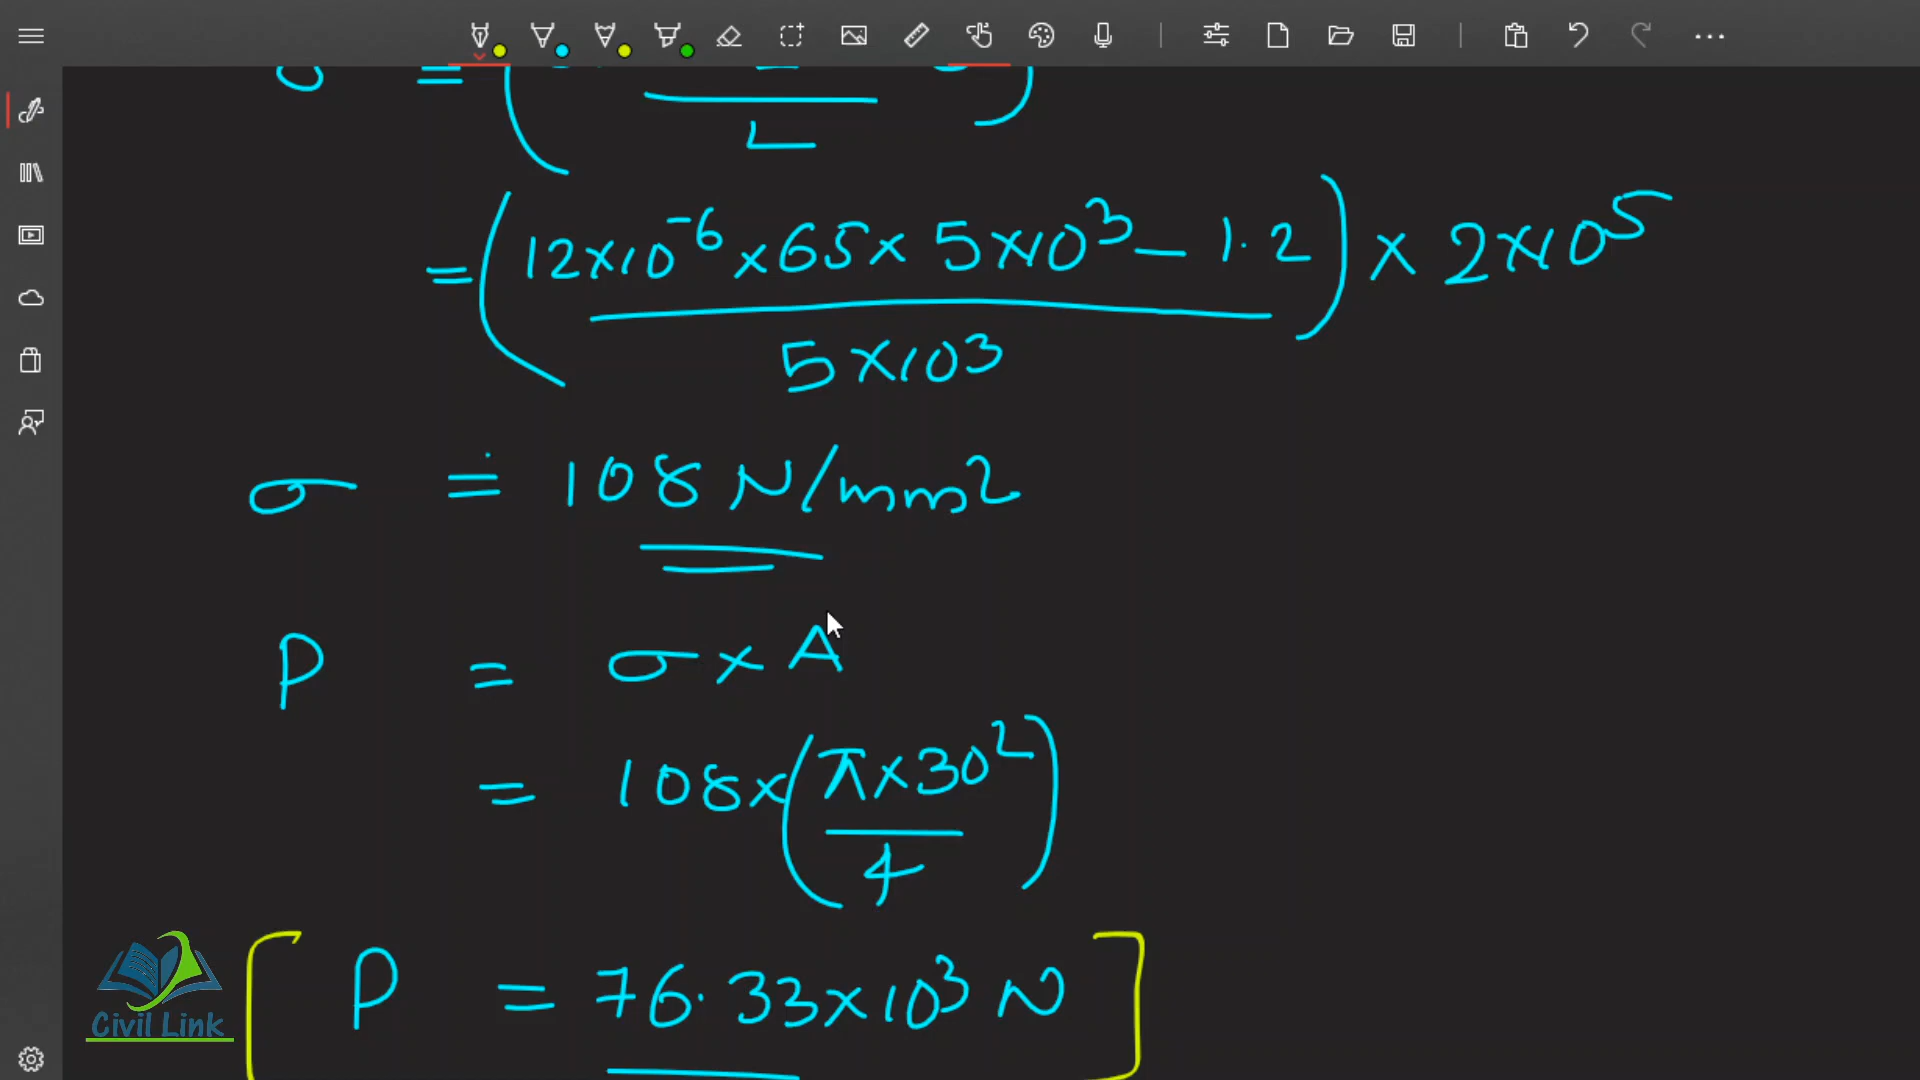 L
= (12×10⁻⁶×65×5×10³−1.2 / 5×10³) × 2×10⁵
σ = 108 N/mm2
P = σ × A
= 108×(π×30² / 4)
P = 76.33×10³ N
Civil Link